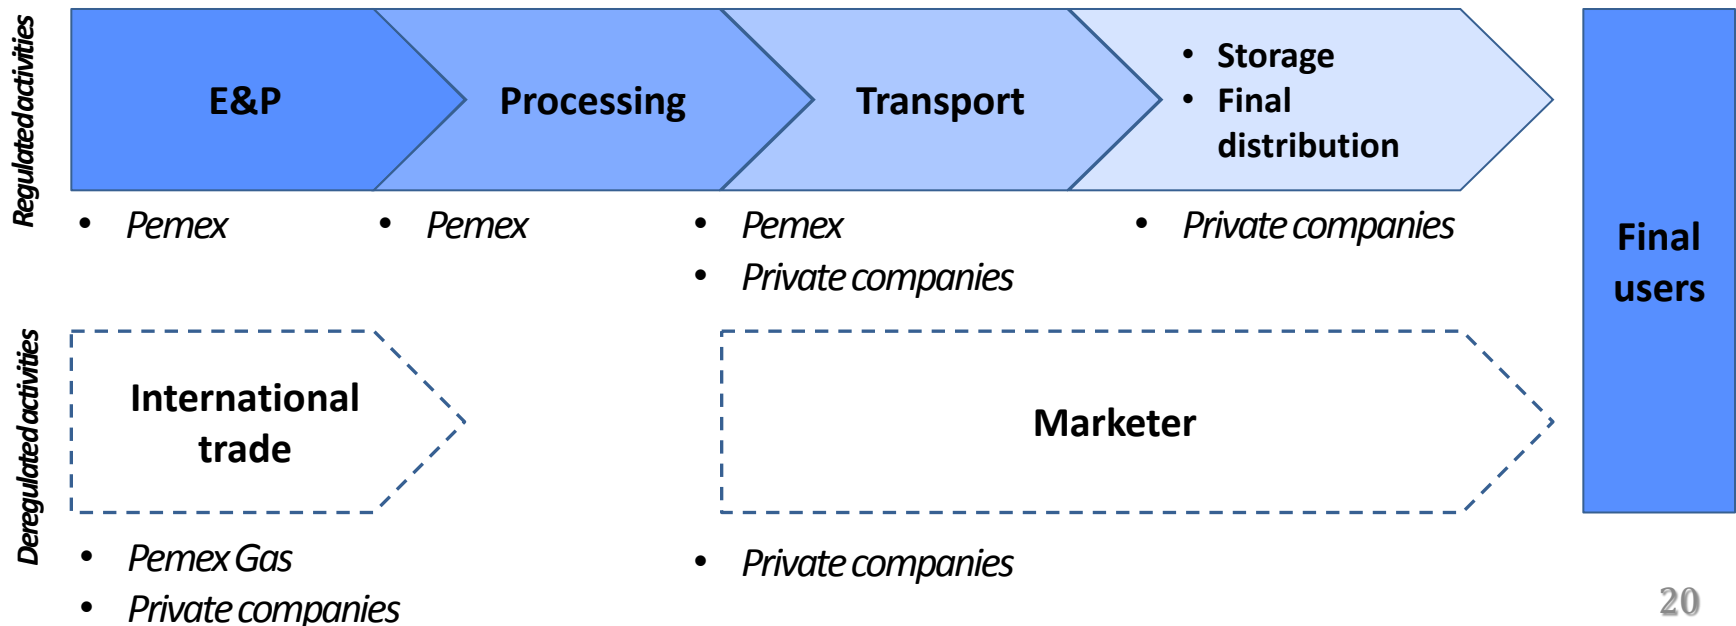 Regulated activities
E&P
Processing
Transport
• Storage
• Final
distribution
• Pemex
• Pemex
• Pemex
• Private companies
• Private companies
Final
users
Deregulated activities
International
trade
Marketer
• Pemex Gas
• Private companies
• Private companies
20